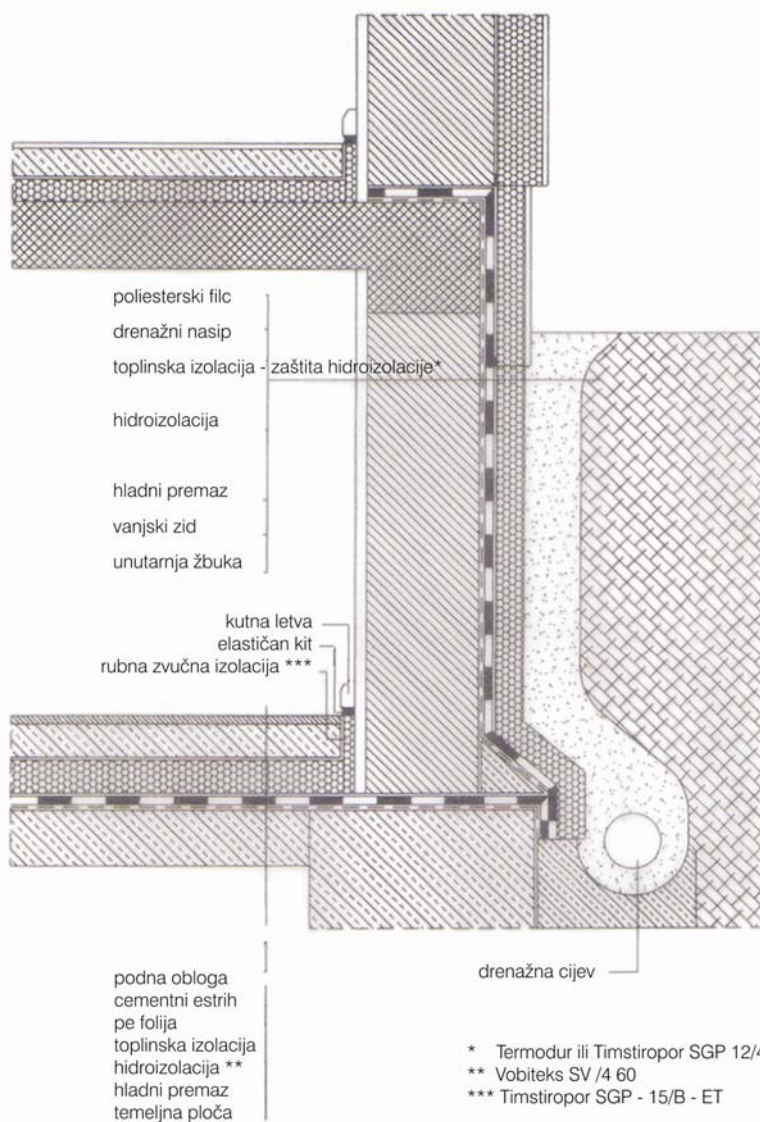 poliesterski filc
drenažni nasip
toplinska izolacija - zaštita hidroizolacije*
hidroizolacija
hladni premaz
vanjski zid
unutarnja žbuka
kutna letva
elastičan kit
rubna zvučna izolacija ***
drenažna cijev
podna obloga
cementni estrih
pe folija
toplinska izolacija
hidroizolacija **
hladni premaz
temeljna ploča
* Termodur ili Timstiropor SGP 12/4
** Vobiteks SV /4 60
*** Timstiropor SGP - 15/B - ET